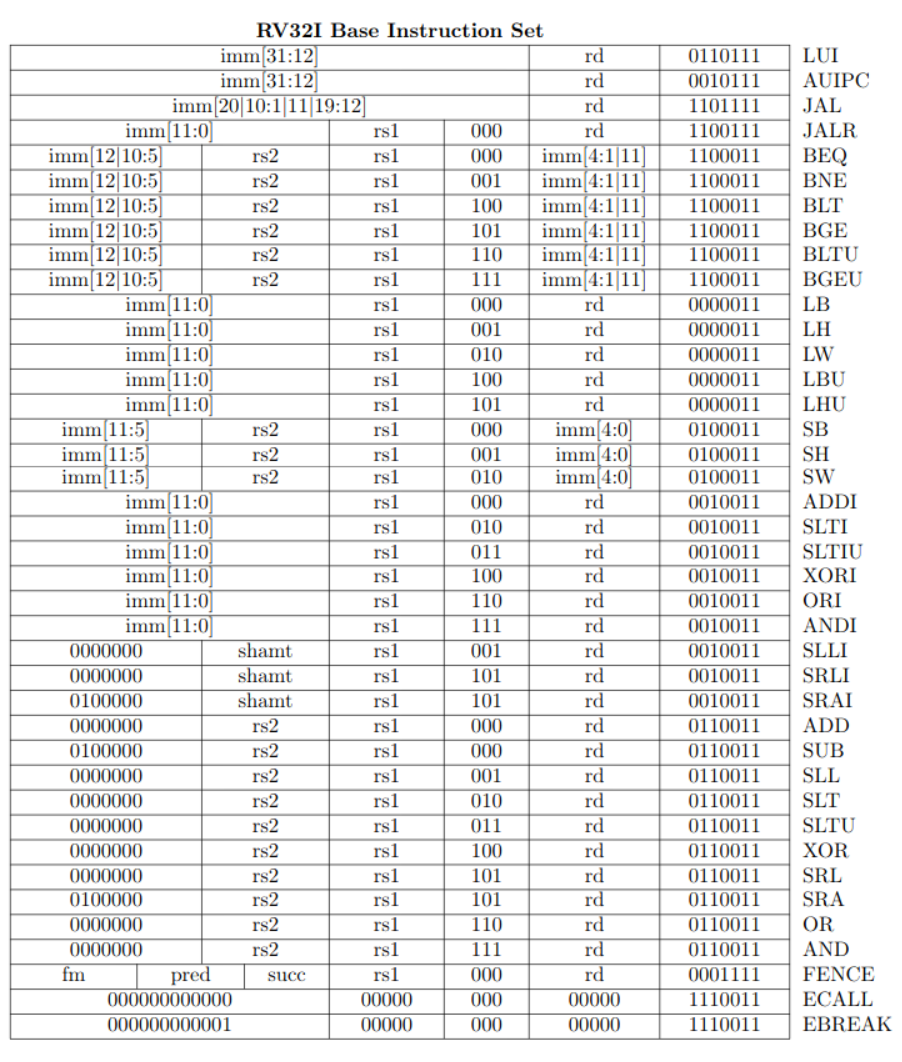 RV32I Base Instruction Set
imm[31:12] rd 0110111 LUI
imm[31:12] rd 0010111 AUIPC
imm[20|10:1|11|19:12] rd 1101111 JAL
imm[11:0] rs1 000 rd 1100111 JALR
imm[12|10:5] rs2 rs1 000 imm[4:1|11] 1100011 BEQ
imm[12|10:5] rs2 rs1 001 imm[4:1|11] 1100011 BNE
imm[12|10:5] rs2 rs1 100 imm[4:1|11] 1100011 BLT
imm[12|10:5] rs2 rs1 101 imm[4:1|11] 1100011 BGE
imm[12|10:5] rs2 rs1 110 imm[4:1|11] 1100011 BLTU
imm[12|10:5] rs2 rs1 111 imm[4:1|11] 1100011 BGEU
imm[11:0] rs1 000 rd 0000011 LB
imm[11:0] rs1 001 rd 0000011 LH
imm[11:0] rs1 010 rd 0000011 LW
imm[11:0] rs1 100 rd 0000011 LBU
imm[11:0] rs1 101 rd 0000011 LHU
imm[11:5] rs2 rs1 000 imm[4:0] 0100011 SB
imm[11:5] rs2 rs1 001 imm[4:0] 0100011 SH
imm[11:5] rs2 rs1 010 imm[4:0] 0100011 SW
imm[11:0] rs1 000 rd 0010011 ADDI
imm[11:0] rs1 010 rd 0010011 SLTI
imm[11:0] rs1 011 rd 0010011 SLTIU
imm[11:0] rs1 100 rd 0010011 XORI
imm[11:0] rs1 110 rd 0010011 ORI
imm[11:0] rs1 111 rd 0010011 ANDI
0000000 shamt rs1 001 rd 0010011 SLLI
0000000 shamt rs1 101 rd 0010011 SRLI
0100000 shamt rs1 101 rd 0010011 SRAI
0000000 rs2 rs1 000 rd 0110011 ADD
0100000 rs2 rs1 000 rd 0110011 SUB
0000000 rs2 rs1 001 rd 0110011 SLL
0000000 rs2 rs1 010 rd 0110011 SLT
0000000 rs2 rs1 011 rd 0110011 SLTU
0000000 rs2 rs1 100 rd 0110011 XOR
0000000 rs2 rs1 101 rd 0110011 SRL
0100000 rs2 rs1 101 rd 0110011 SRA
0000000 rs2 rs1 110 rd 0110011 OR
0000000 rs2 rs1 111 rd 0110011 AND
fm pred succ rs1 000 rd 0001111 FENCE
000000000000 00000 000 00000 1110011 ECALL
000000000001 00000 000 00000 1110011 EBREAK